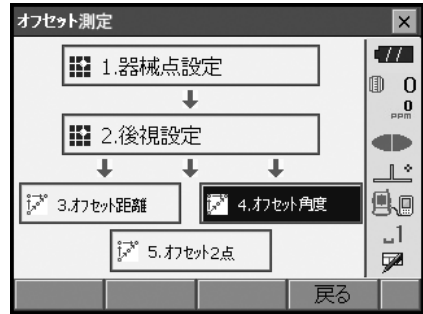 オフセット測定
1.器械点設定
2.後視設定
3.オフセット距離
4.オフセット角度
5.オフセット2点
戻る
0
0
PPM
1